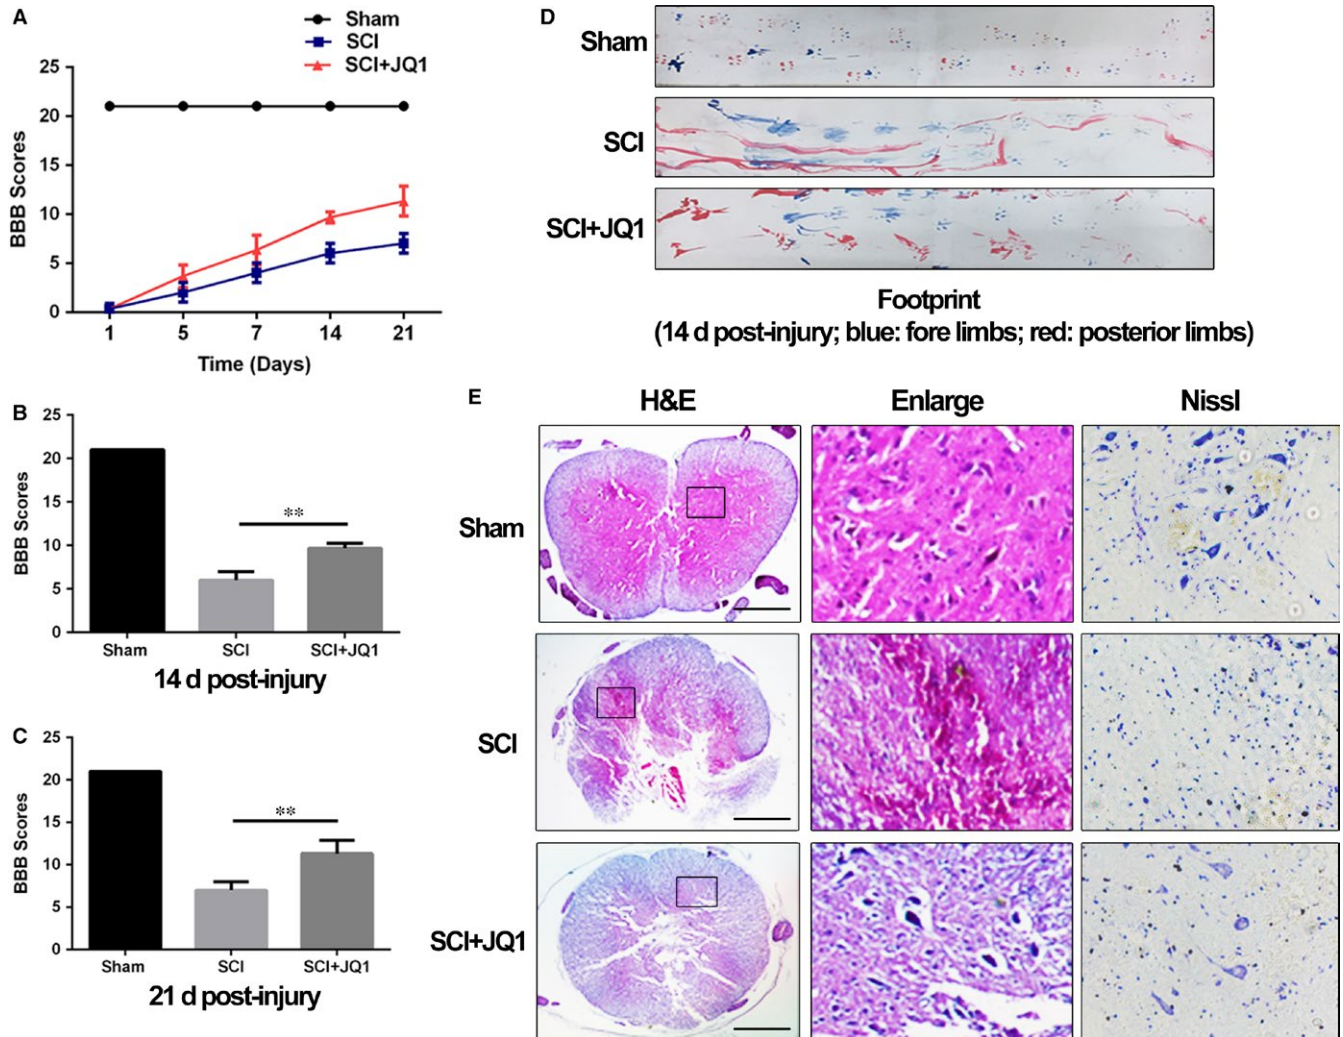 A
Sham
SCI
SCI+JQ1
25
20
15
10
5
0
BBB Scores
1 5 7 14 21
Time (Days)
B
25
20
15
10
5
0
BBB Scores
**
Sham SCI SCI+JQ1
14 d post-injury
C
25
20
15
10
5
0
BBB Scores
**
Sham SCI SCI+JQ1
21 d post-injury
D
Sham
SCI
SCI+JQ1
Footprint
(14 d post-injury; blue: fore limbs; red: posterior limbs)
E
H&E Enlarge Nissl
Sham
SCI
SCI+JQ1